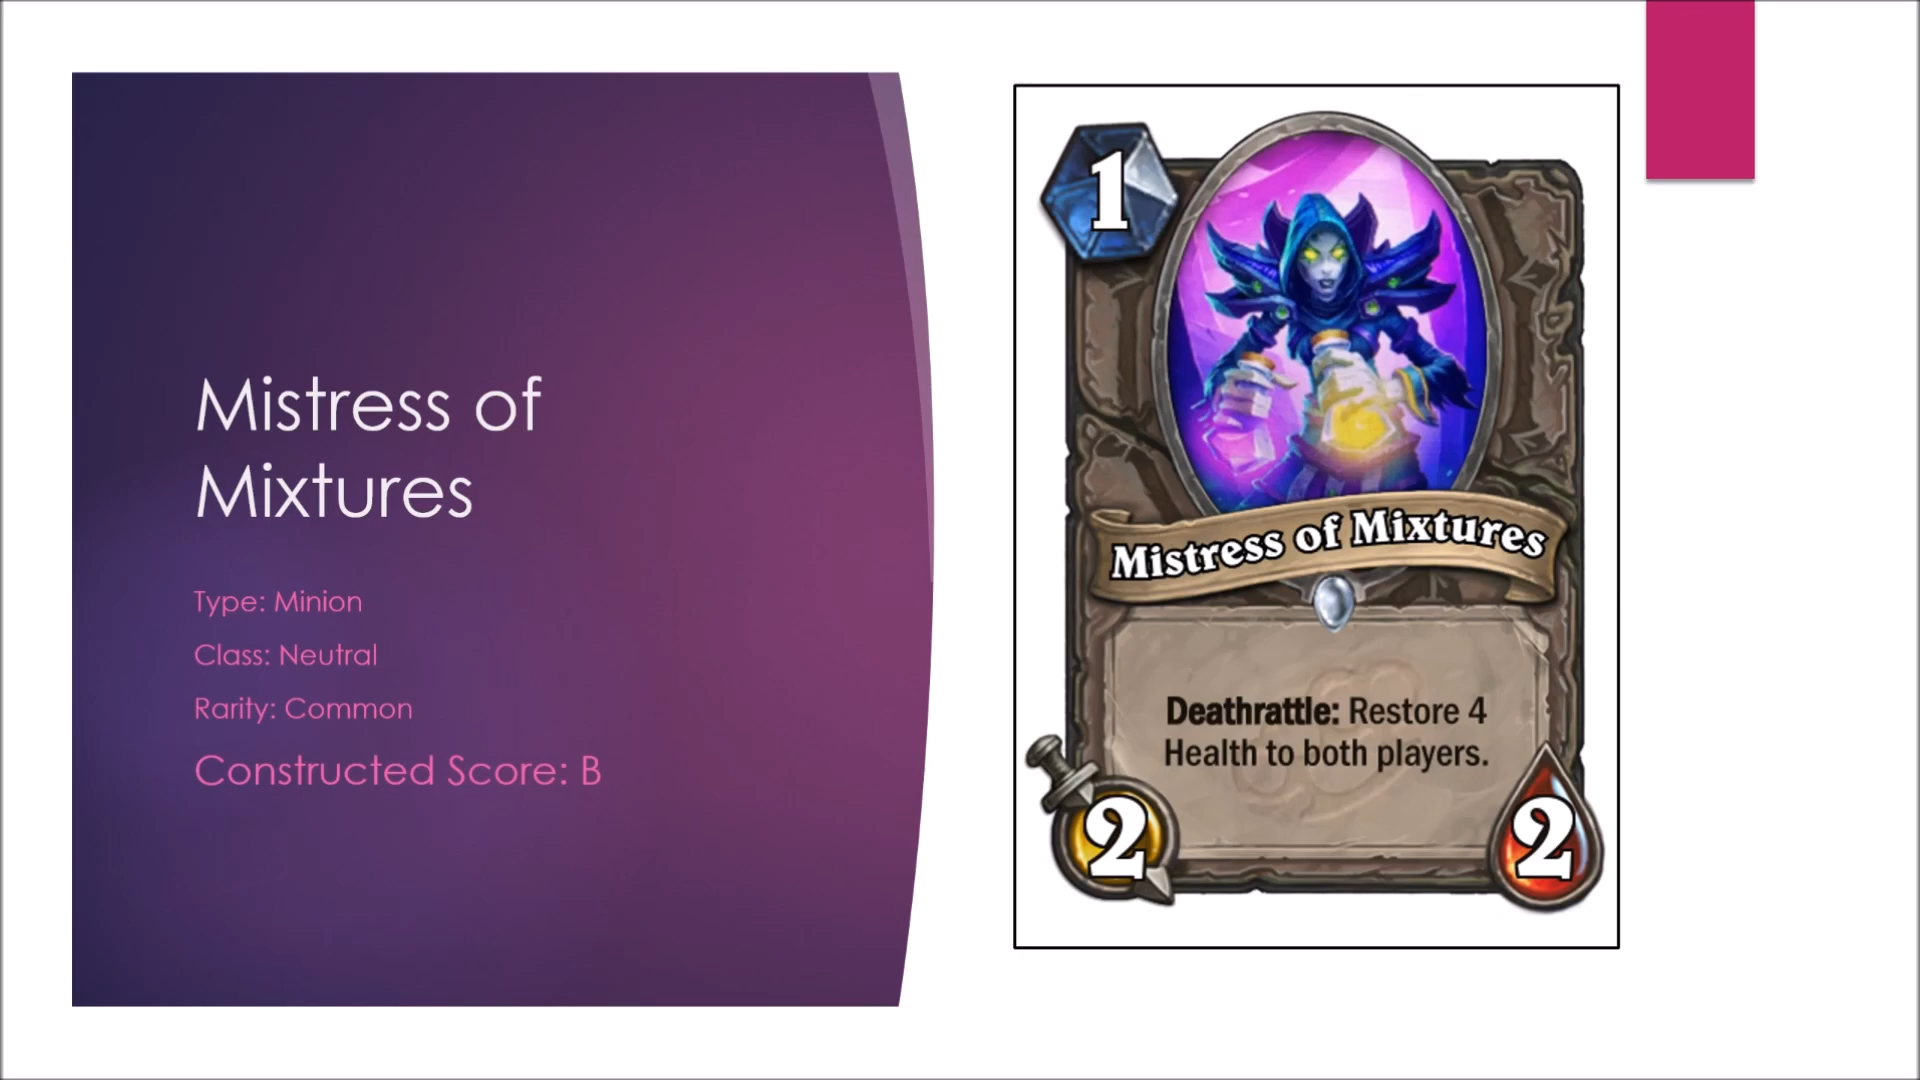 Mistress of
Mixtures
Type: Minion
Class: Neutral
Rarity: Common
Constructed Score: B
1
Mistress of Mixtures
Deathrattle: Restore 4
Health to both players.
2
2